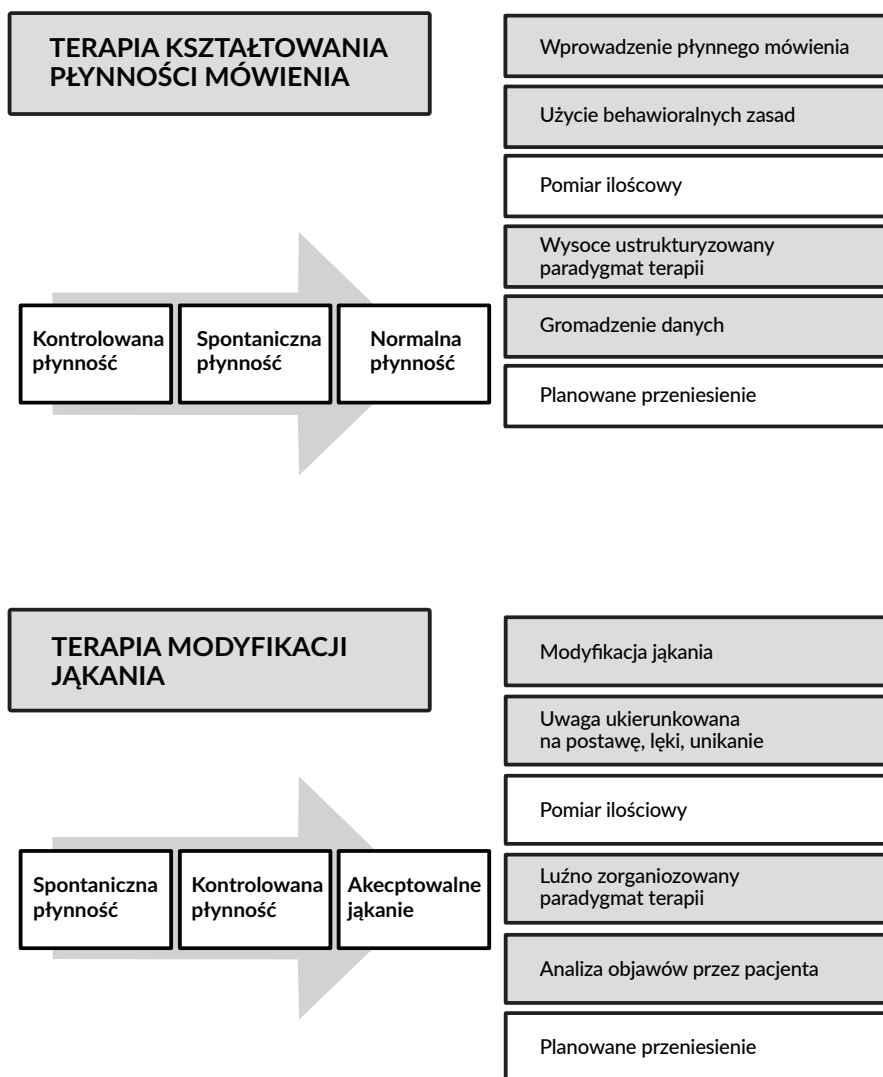 TERAPIA KSZTAŁTOWANIA
PŁYNNOŚCI MÓWIENIA
Wprowadzenie płynnego mówienia
Użycie behawioralnych zasad
Pomiar ilścowy
Wysoce ustrukturyzowany
paradygmat terapii
Gromadzenie danych
Planowane przeniesienie
Kontrolowana
płynność
Spontaniczna
płynność
Normalna
płynność
TERAPIA MODYFIKACJI
JĄKANIA
Modyfikacja jąkania
Uwaga ukierunkowana
na postawę, lęki, unikanie
Pomiar ilościowy
Luźno zorganiozowany
paradygmat terapii
Analiza objawów przez pacjenta
Planowane przeniesienie
Spontaniczna
płynność
Kontrolowana
płynność
Akecptowalne
jąkanie